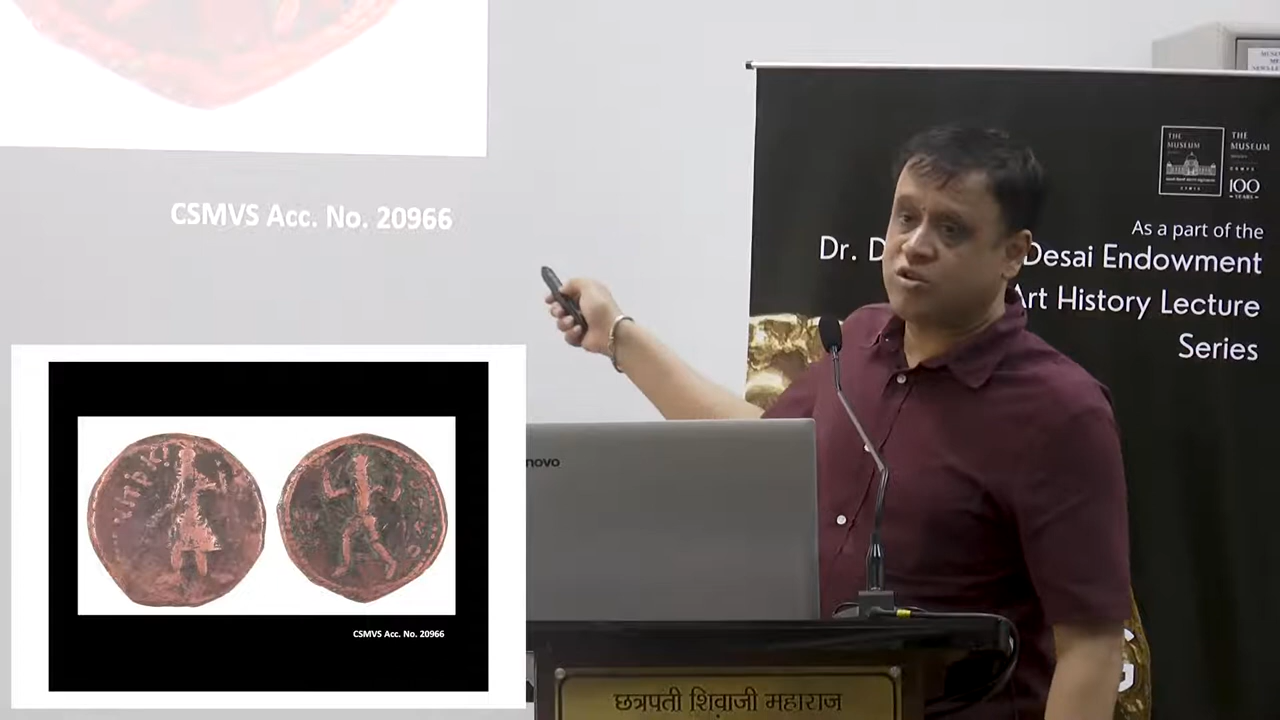 CSMVS Acc. No. 20966
THE
MUSEUM
THE
MUSEUM
CSMVS
100
YEARS
As a part of the
Dr. D Desai Endowment
Art History Lecture
Series
novo
CSMVS Acc. No. 20966
छत्रपती शिवाजी महाराज
G